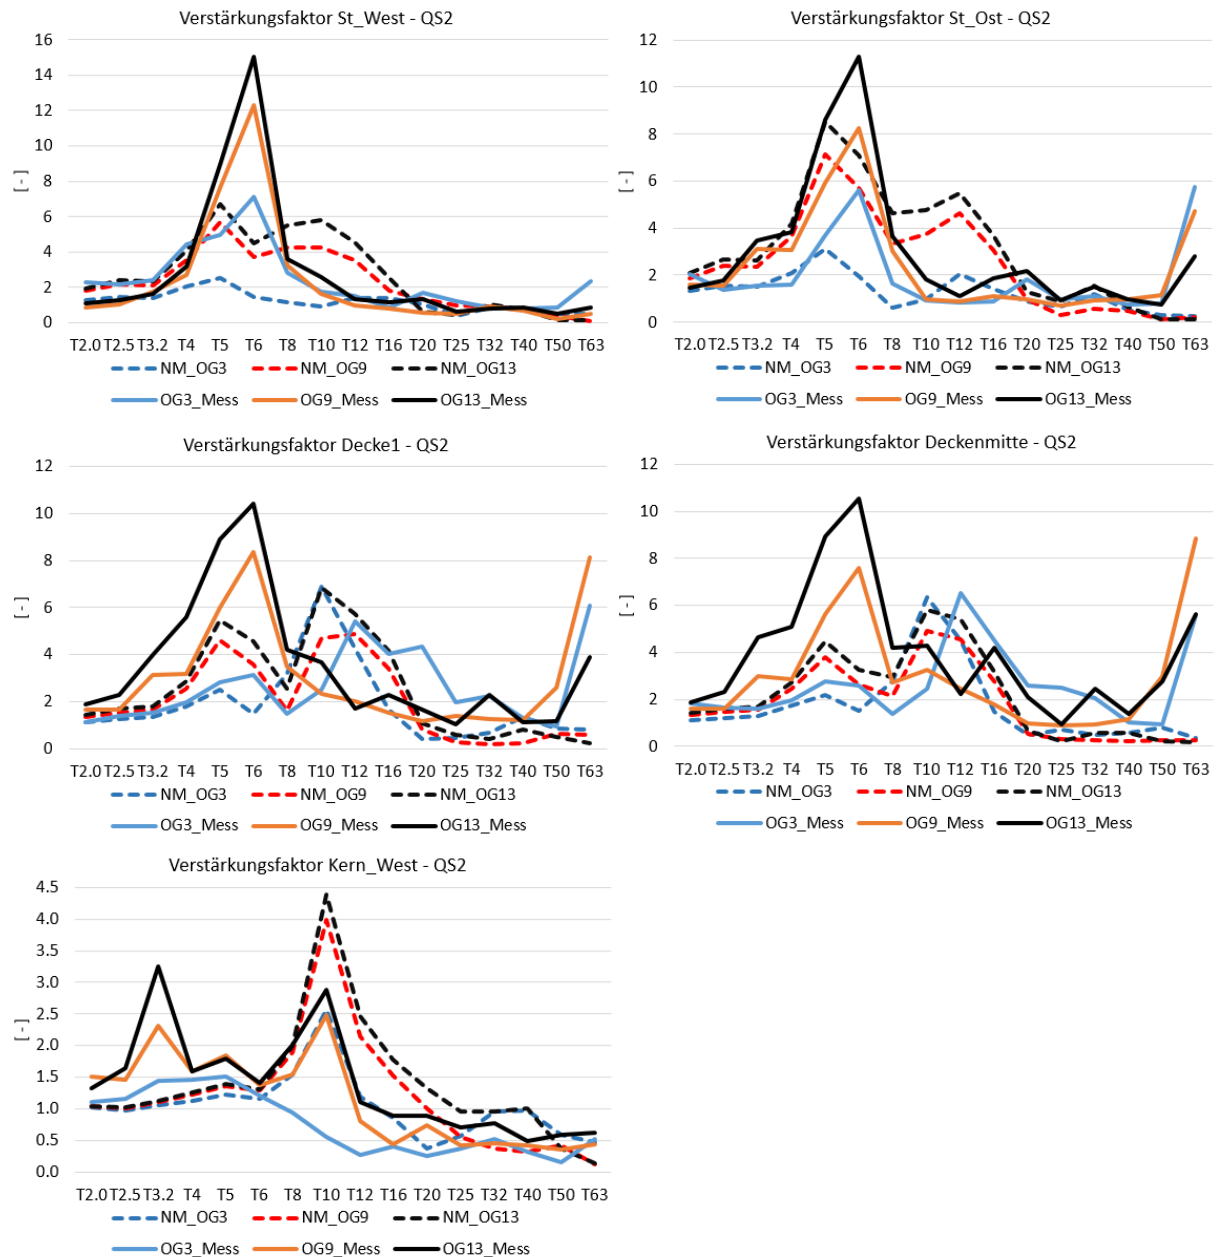 Verstärkungsfaktor St_West - QS2
16
14
12
10
8
6
4
2
0
[ - ]
T2.0 T2.5 T3.2 T4 T5 T6 T8 T10 T12 T16 T20 T25 T32 T40 T50 T63
NM_OG3 NM_OG9 NM_OG13
OG3_Mess OG9_Mess OG13_Mess
Verstärkungsfaktor St_Ost - QS2
12
10
8
6
4
2
0
[ - ]
T2.0 T2.5 T3.2 T4 T5 T6 T8 T10 T12 T16 T20 T25 T32 T40 T50 T63
NM_OG3 NM_OG9 NM_OG13
OG3_Mess OG9_Mess OG13_Mess
Verstärkungsfaktor Decke1 - QS2
12
10
8
6
4
2
0
[ - ]
T2.0 T2.5 T3.2 T4 T5 T6 T8 T10 T12 T16 T20 T25 T32 T40 T50 T63
NM_OG3 NM_OG9 NM_OG13
OG3_Mess OG9_Mess OG13_Mess
Verstärkungsfaktor Deckenmitte - QS2
12
10
8
6
4
2
0
[ - ]
T2.0 T2.5 T3.2 T4 T5 T6 T8 T10 T12 T16 T20 T25 T32 T40 T50 T63
NM_OG3 NM_OG9 NM_OG13
OG3_Mess OG9_Mess OG13_Mess
Verstärkungsfaktor Kern_West - QS2
4.5
4.0
3.5
3.0
2.5
2.0
1.5
1.0
0.5
0.0
[ - ]
T2.0 T2.5 T3.2 T4 T5 T6 T8 T10 T12 T16 T20 T25 T32 T40 T50 T63
NM_OG3 NM_OG9 NM_OG13
OG3_Mess OG9_Mess OG13_Mess